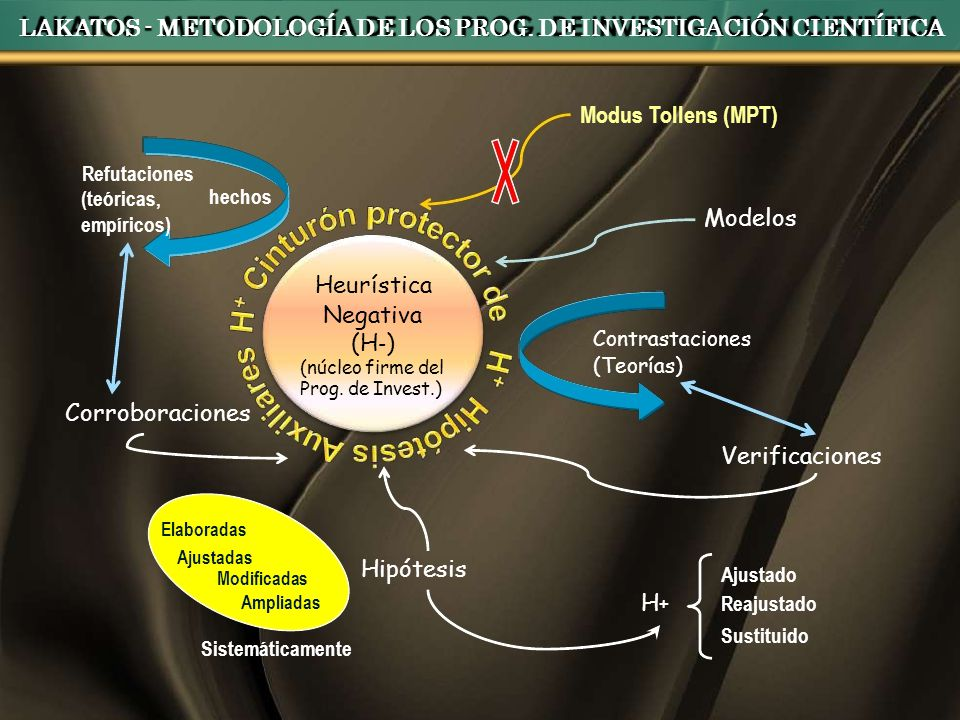 LAKATOS - METODOLOGÍA DE LOS PROG. DE INVESTIGACIÓN CIENTÍFICA
Modus Tollens (MPT)
Refutaciones
(teóricas,
empíricos)
hechos
Modelos
Cinturón protector de H+ Hipótesis Auxiliares H+
Heurística
Negativa
(H-)
(núcleo firme del
Prog. de Invest.)
Contrastaciones
(Teorías)
Corroboraciones
Verificaciones
Elaboradas
Ajustadas
Modificadas
Ampliadas
Sistemáticamente
Hipótesis
H+
Ajustado
Reajustado
Sustituido